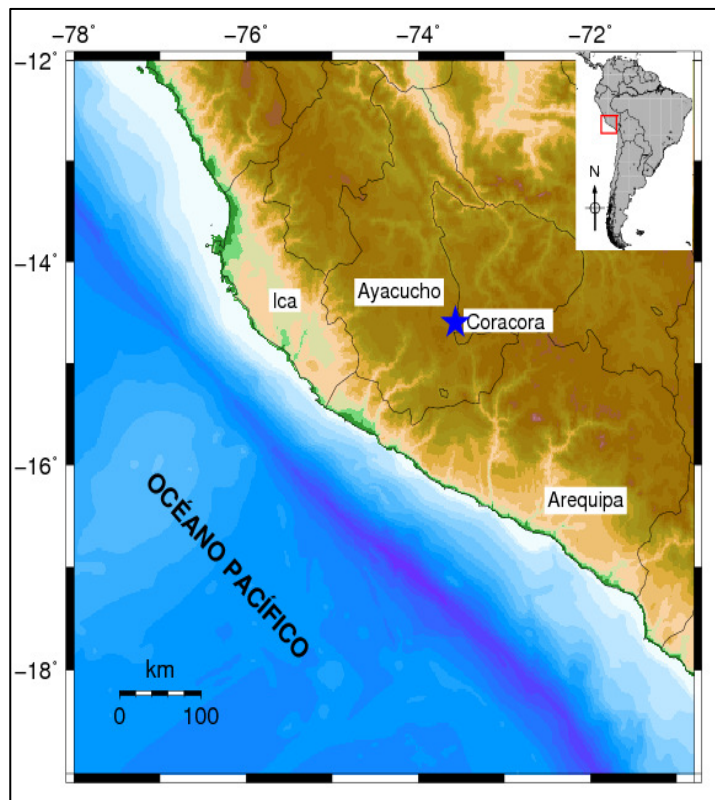 −78˚ −76˚ −74˚ −72˚
−12˚
N
−14˚
Ica
Ayacucho
Coracora
−16˚
Arequipa
OCÉANO PACÍFICO
−18˚
km
0 100